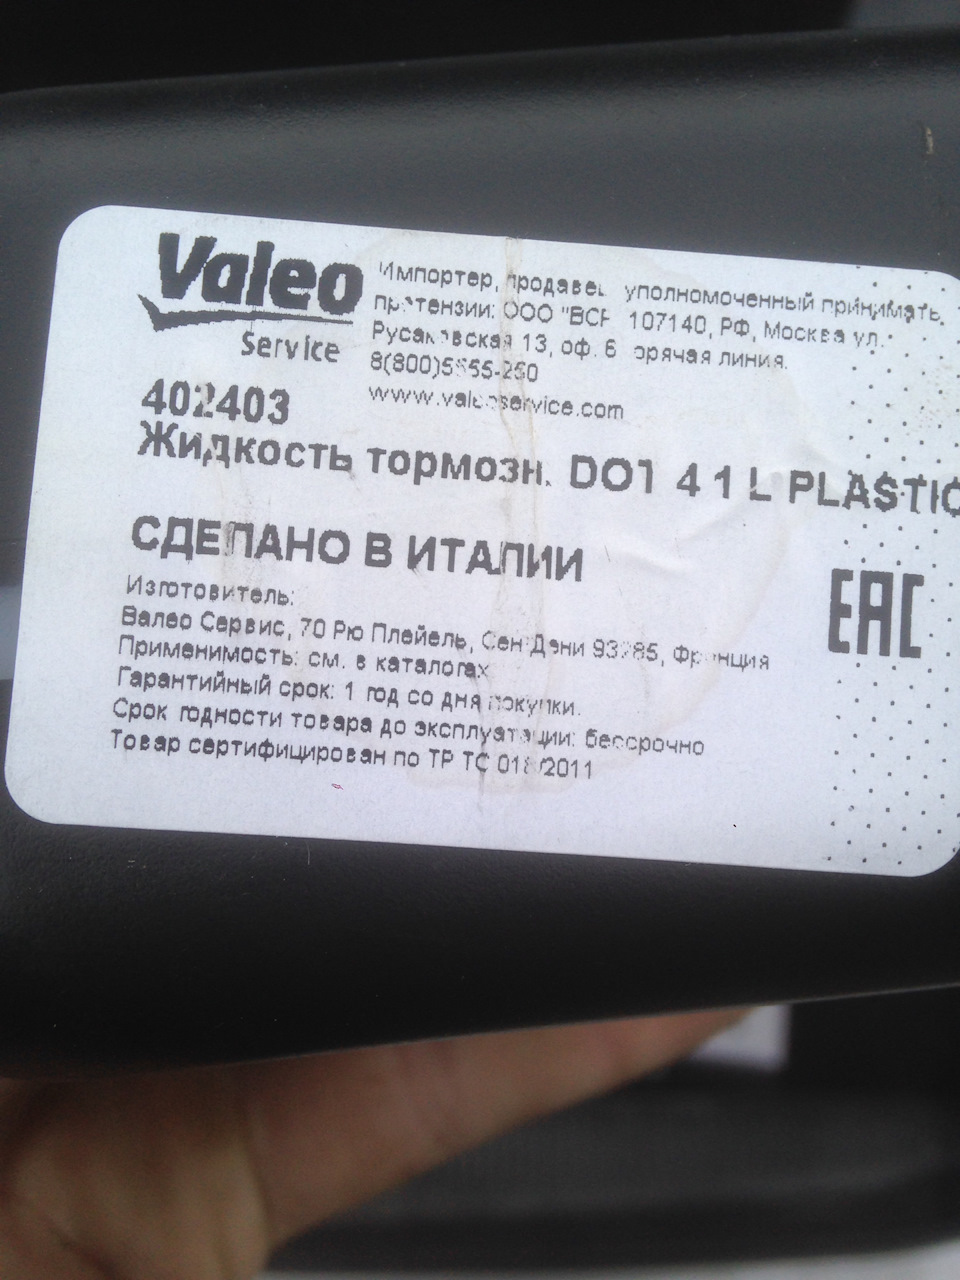 Valeo
Service
Импортер, продавец уполномоченный принимать
претензии: ООО "ВСР 107140, РФ, Москва ул.
Русаковская 13, оф. 6 орячая линия.
8(800)5555-250
www.valeoservice.com
402403
Жидкость тормозн. DOT 4 1 L PLASTIC
СДЕЛАНО В ИТАЛИИ
EAC
Изготовитель:
Валео Сервис, 70 Рю Плейель, Сен Дени 93285, Франция
Применимость: см. в каталогах
Гарантийный срок: 1 год со дня покупки.
Срок годности товара до эксплуатации: бессрочно
Товар сертифицирован по ТР ТС 018/2011